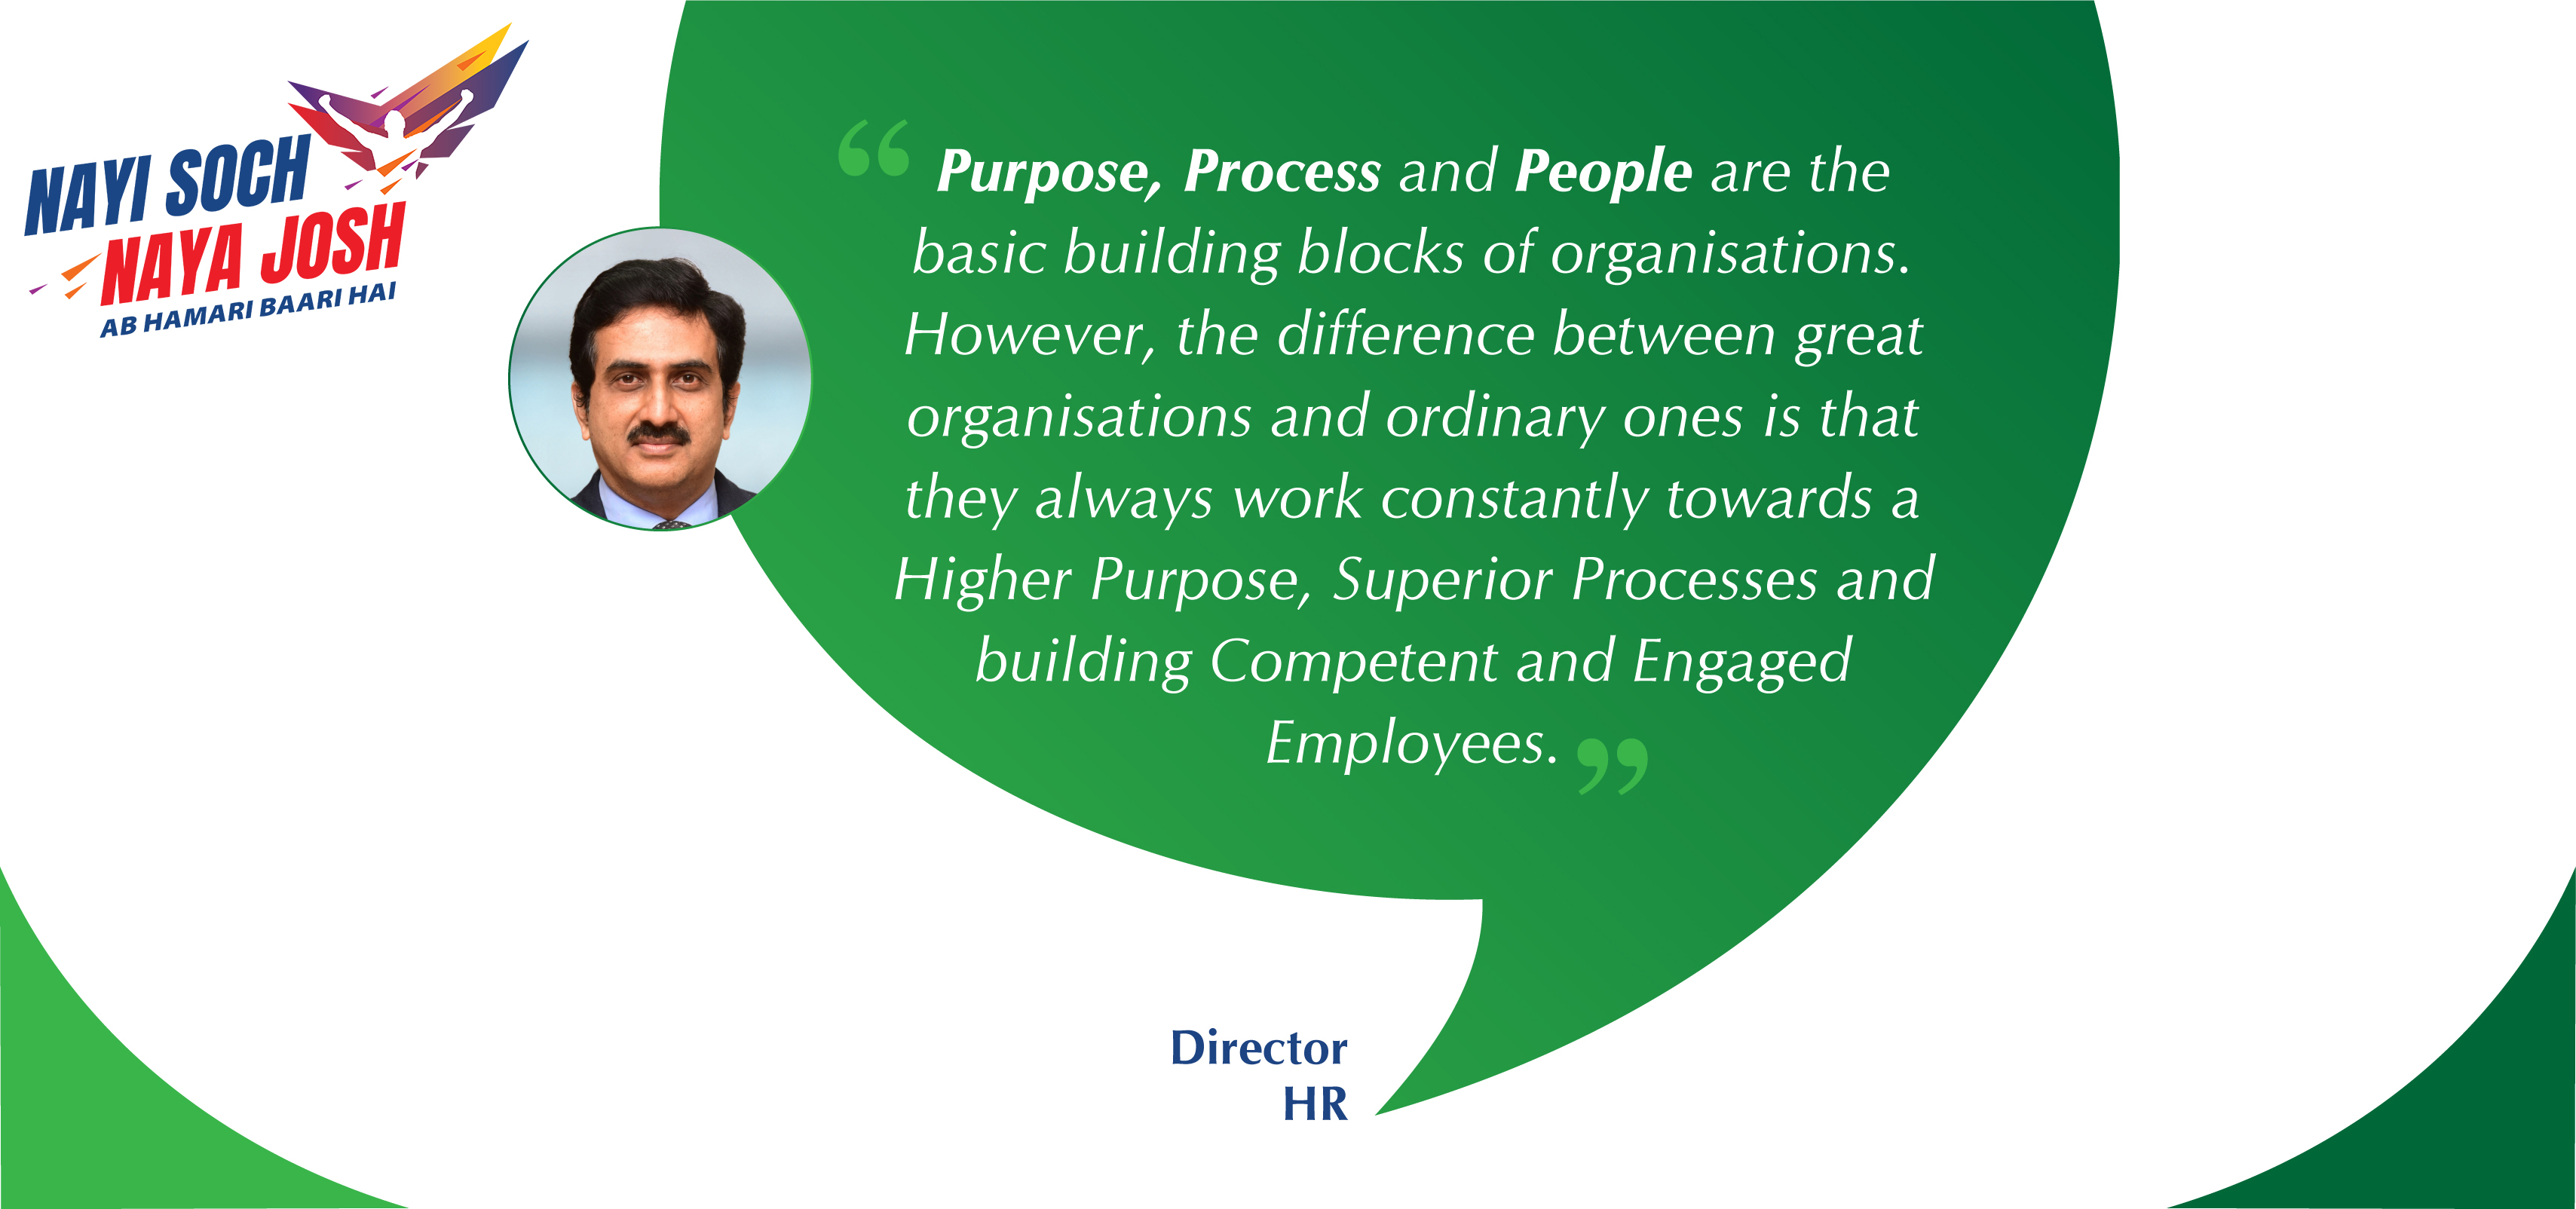 NAYI SOCH
NAYA JOSH
AB HAMARI BAARI HAI
“ Purpose, Process and People are the
basic building blocks of organisations.
However, the difference between great
organisations and ordinary ones is that
they always work constantly towards a
Higher Purpose, Superior Processes and
building Competent and Engaged
Employees. ”
Director
HR